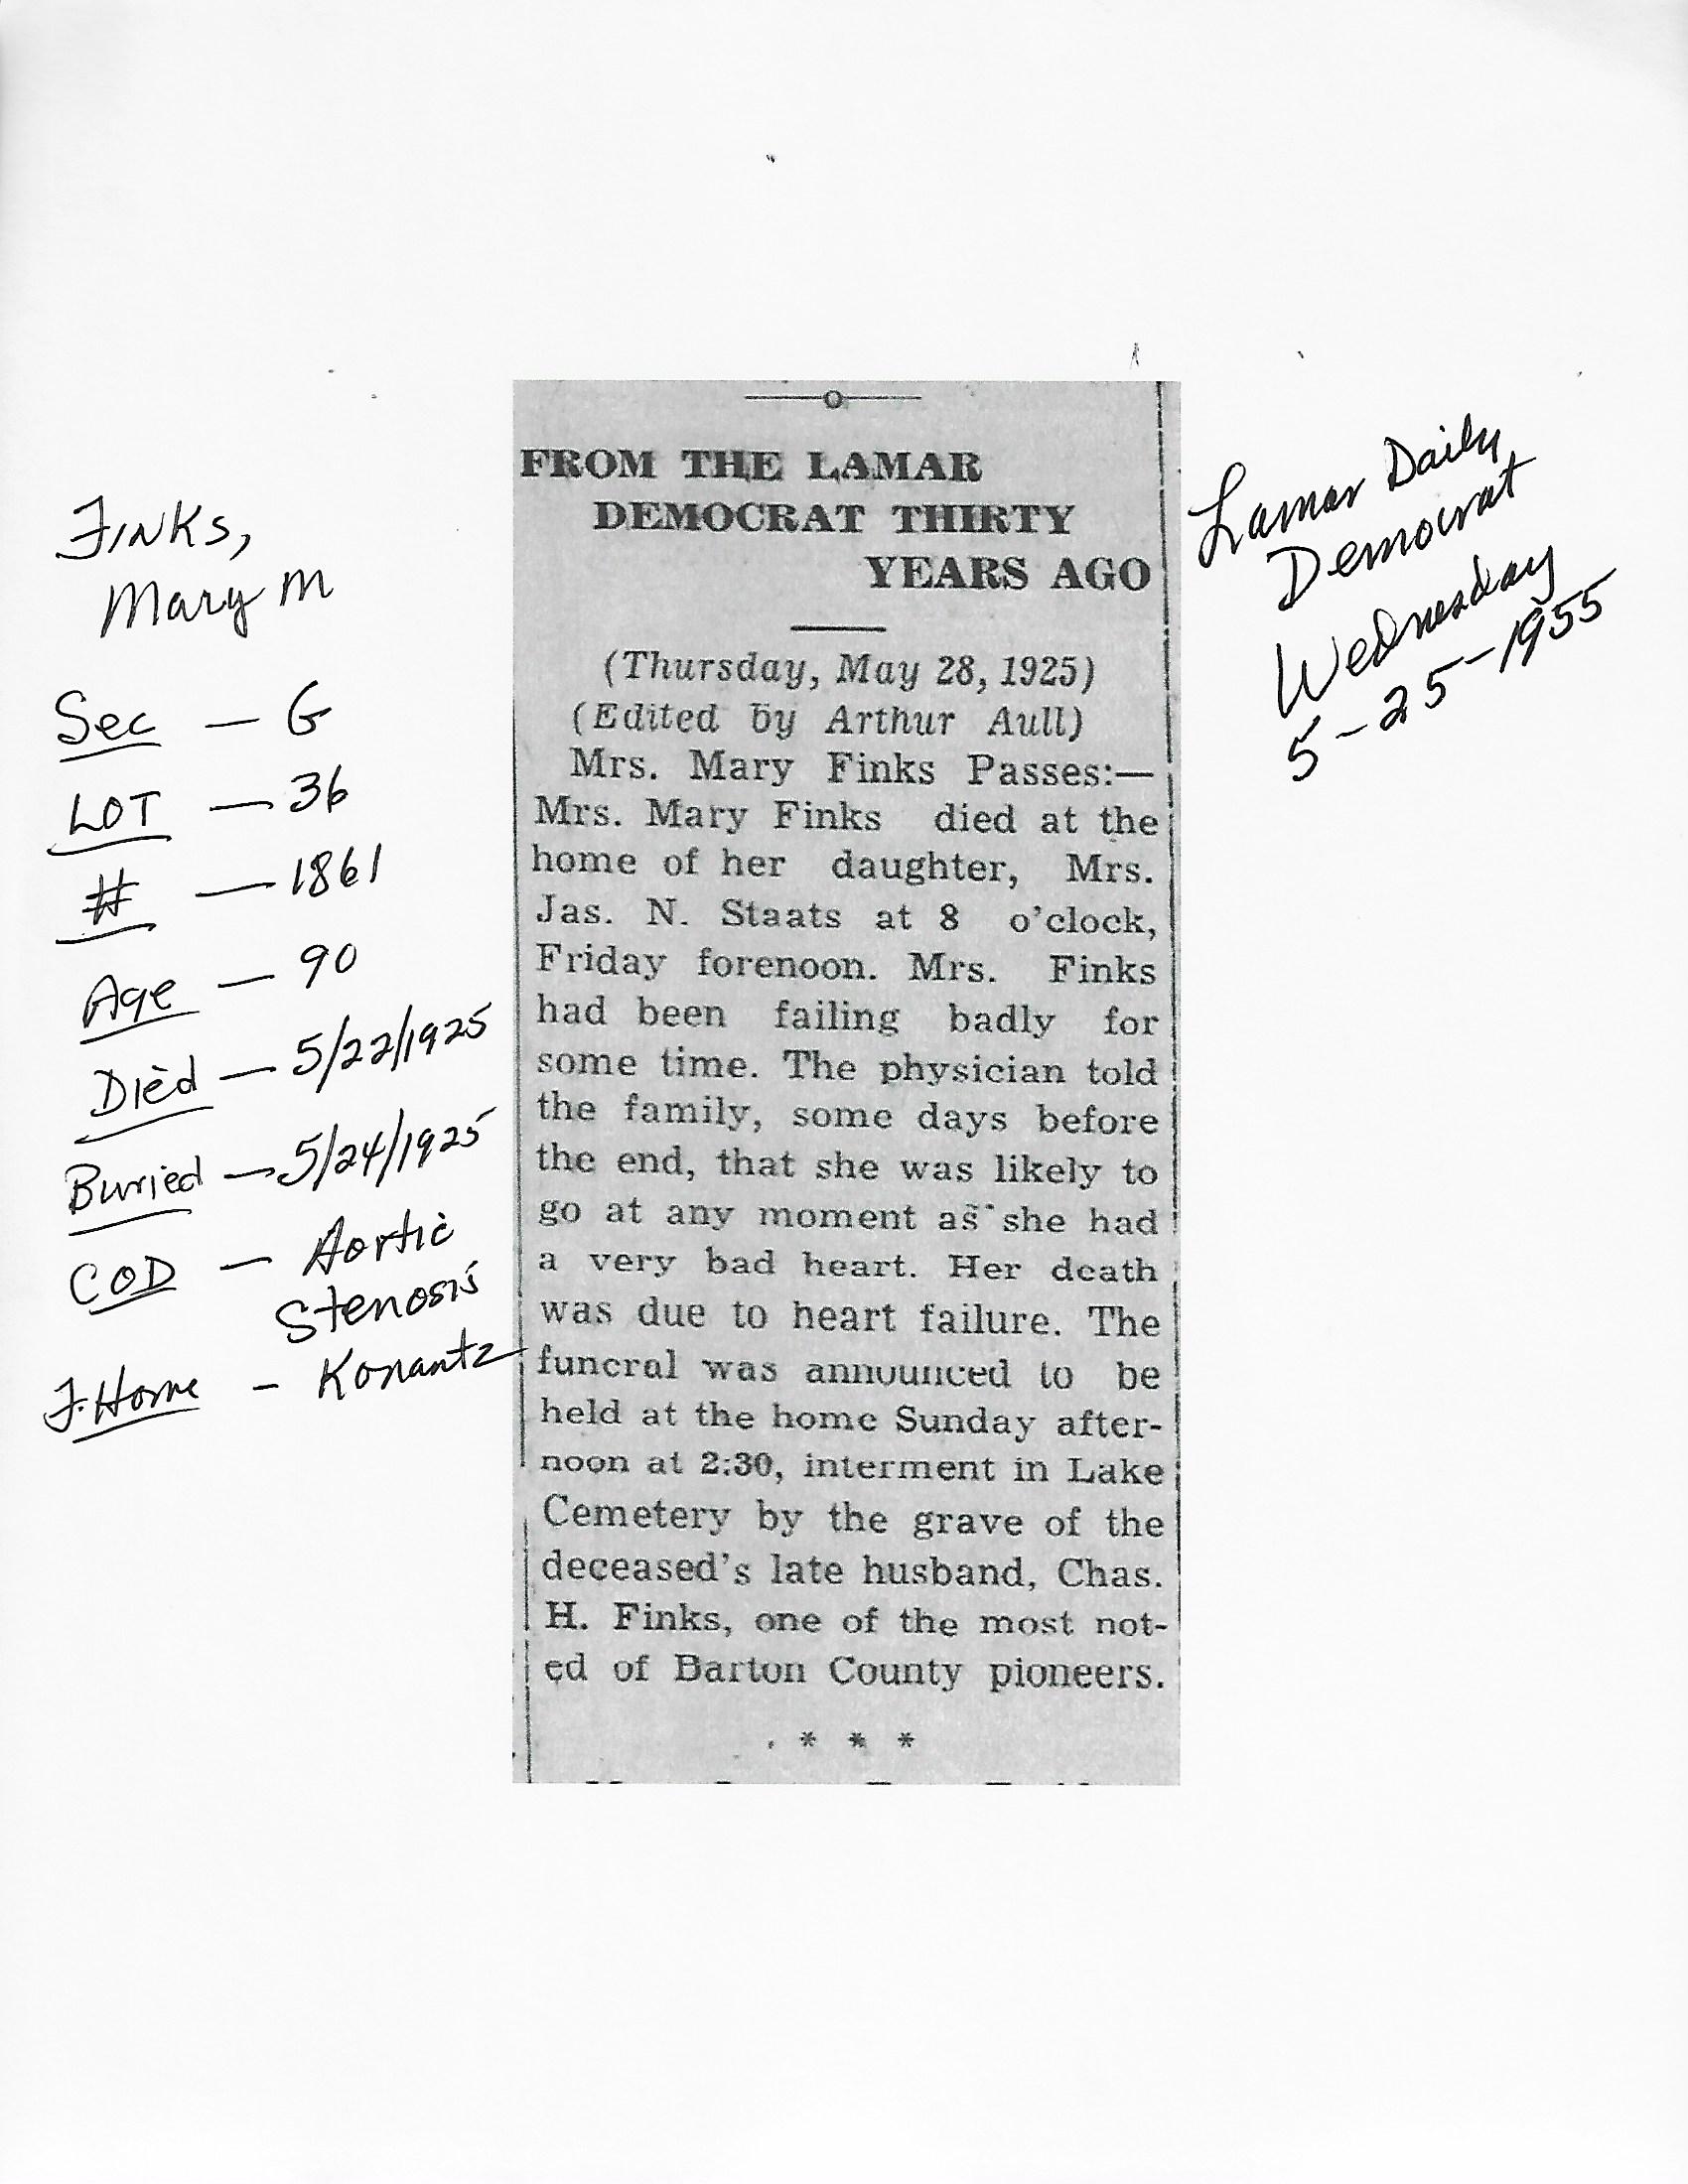 FINKS,
Mary M
Sec - G
LOT - 36
# - 1861
Age - 90
Died - 5/22/1925
Buried - 5/24/1925
COD - Aortic
Stenosis
F. Home - Konantz
FROM THE LAMAR
DEMOCRAT THIRTY
YEARS AGO
(Thursday, May 28, 1925)
(Edited by Arthur Aull)
Mrs. Mary Finks Passes:—
Mrs. Mary Finks died at the
home of her daughter, Mrs.
Jas. N. Staats at 8 o'clock,
Friday forenoon. Mrs. Finks
had been failing badly for
some time. The physician told
the family, some days before
the end, that she was likely to
go at any moment as she had
a very bad heart. Her death
was due to heart failure. The
funeral was announced to be
held at the home Sunday after-
noon at 2:30, interment in Lake
Cemetery by the grave of the
deceased's late husband, Chas.
H. Finks, one of the most not-
ed of Barton County pioneers.
* * *
Lamar Daily
Democrat
Wednesday
5-25-1955